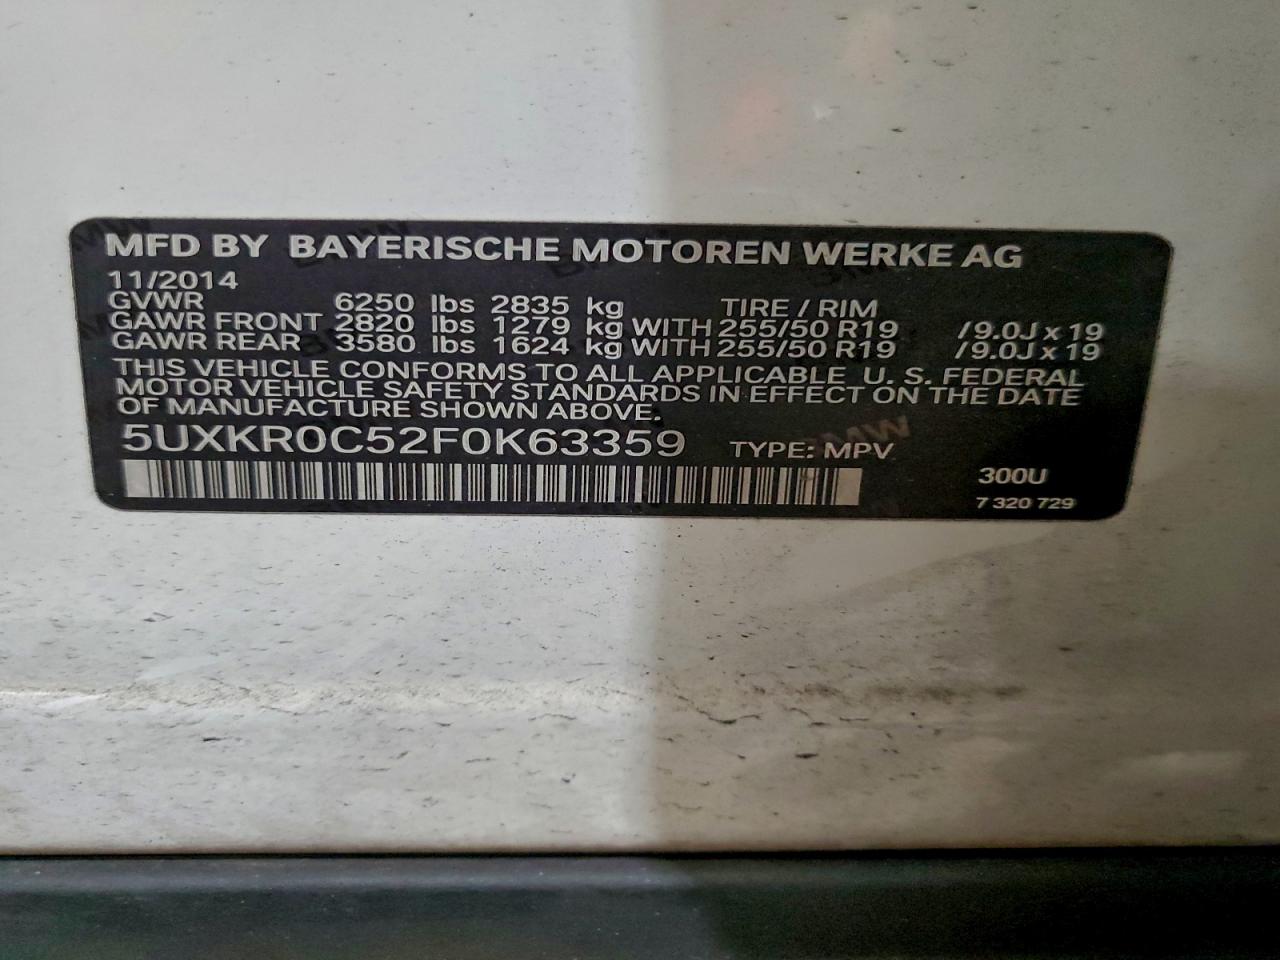 MFD BY BAYERISCHE MOTOREN WERKE AG
11/2014
GVWR 6250 lbs 2835 kg TIRE / RIM
GAWR FRONT 2820 lbs 1279 kg WITH 255/50 R19 /9.0J x 19
GAWR REAR 3580 lbs 1624 kg WITH 255/50 R19 /9.0J x 19
THIS VEHICLE CONFORMS TO ALL APPLICABLE U. S. FEDERAL
MOTOR VEHICLE SAFETY STANDARDS IN EFFECT ON THE DATE
OF MANUFACTURE SHOWN ABOVE.
5UXKR0C52F0K63359 TYPE: MPV
300U
7 320 729